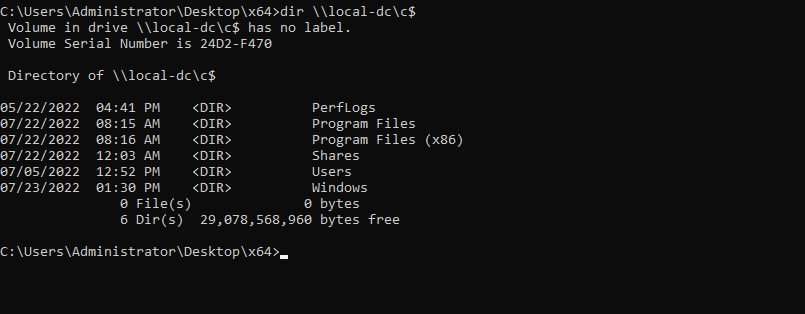 C:\Users\Administrator\Desktop\x64>dir \\local-dc\c$
 Volume in drive \\local-dc\c$ has no label.
 Volume Serial Number is 24D2-F470

 Directory of \\local-dc\c$

05/22/2022  04:41 PM    <DIR>          PerfLogs
07/22/2022  08:15 AM    <DIR>          Program Files
07/22/2022  08:16 AM    <DIR>          Program Files (x86)
07/22/2022  12:03 AM    <DIR>          Shares
07/05/2022  12:52 PM    <DIR>          Users
07/23/2022  01:30 PM    <DIR>          Windows
               0 File(s)              0 bytes
               6 Dir(s)  29,078,568,960 bytes free

C:\Users\Administrator\Desktop\x64>